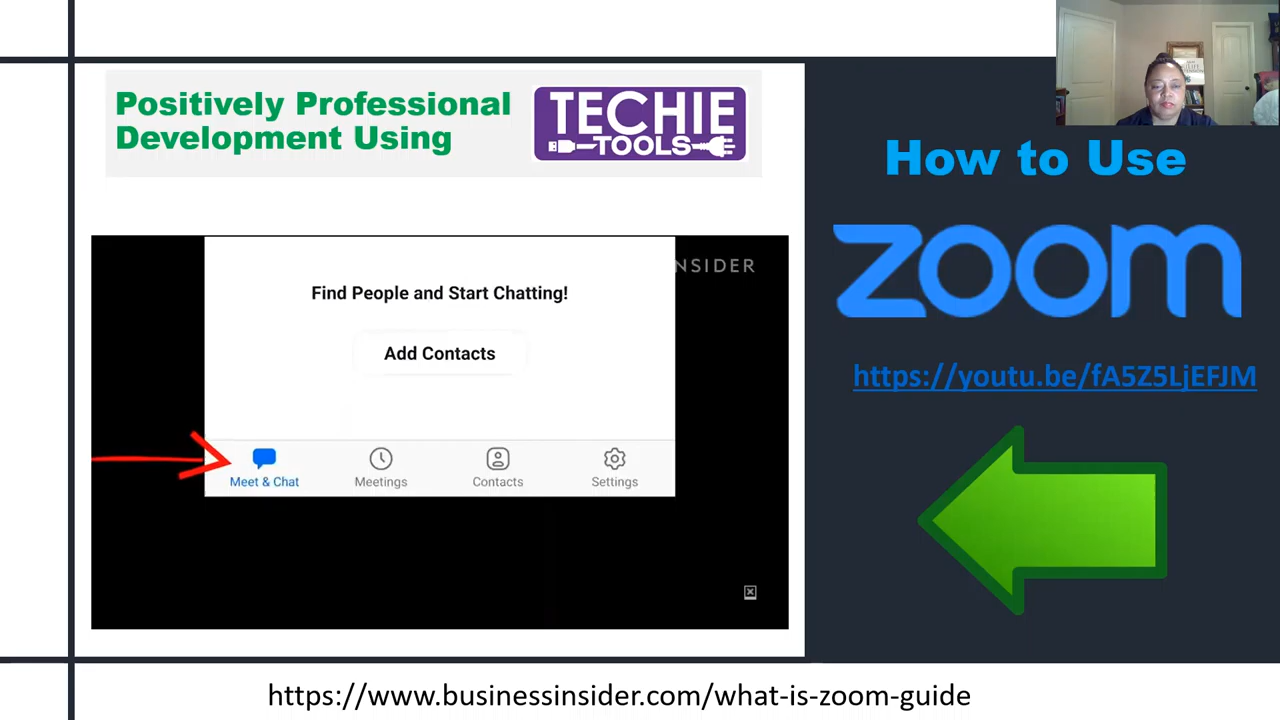 Positively Professional
Development Using
TECHIE
TOOLS
How to Use
zoom
NSIDER
Find People and Start Chatting!
Add Contacts
https://youtu.be/fA5Z5LjEFJM
Meet & Chat
Meetings
Contacts
Settings
https://www.businessinsider.com/what-is-zoom-guide